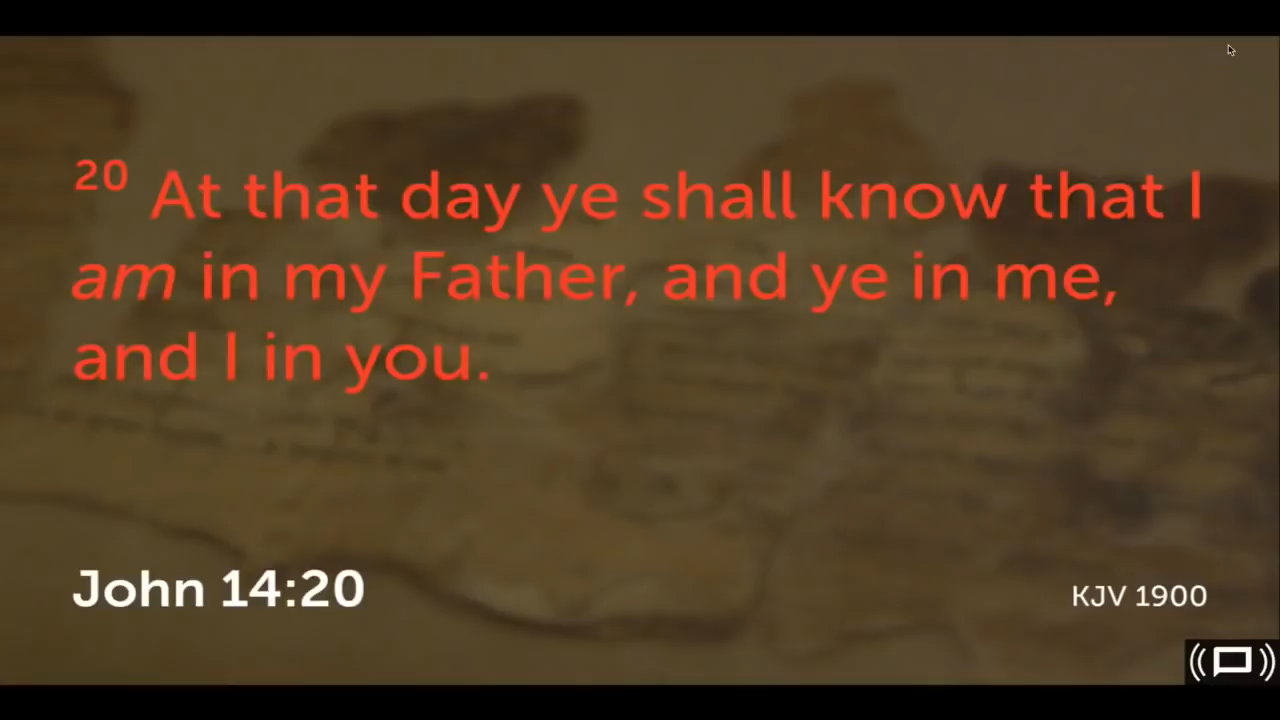 20 At that day ye shall know that I
am in my Father, and ye in me,
and I in you.
John 14:20
KJV 1900